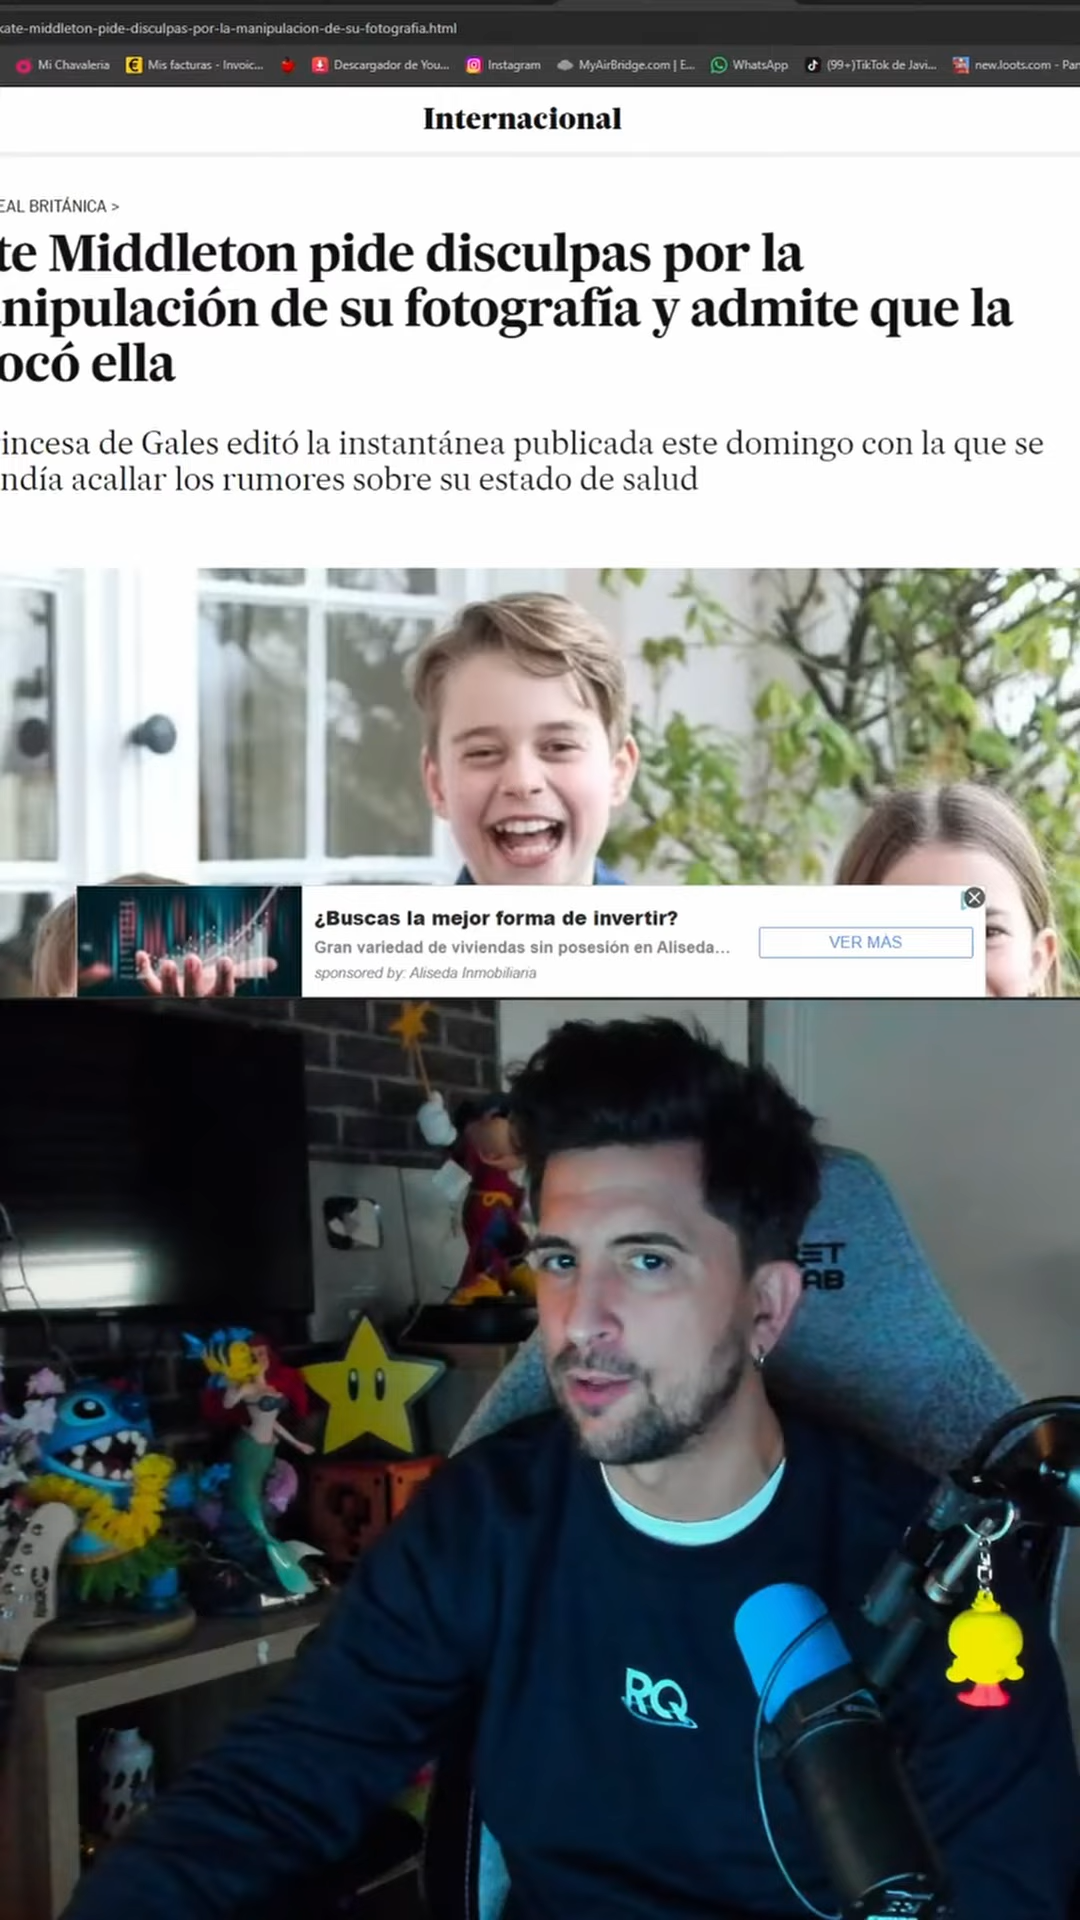 kate-middleton-pide-disculpas-por-la-manipulacion-de-su-fotografia.html
Mi Chavaleria
Mis facturas - Invoic...
Descargador de You...
Instagram
MyAirBridge.com | E...
WhatsApp
(99+)TikTok de Javi...
new.loots.com - Pan
Internacional
EAL BRITÁNICA >
te Middleton pide disculpas por la
nipulación de su fotografía y admite que la
ocó ella
incesa de Gales editó la instantánea publicada este domingo con la que se
ndía acallar los rumores sobre su estado de salud
¿Buscas la mejor forma de invertir?
Gran variedad de viviendas sin posesión en Aliseda...
sponsored by: Aliseda Inmobiliaria
VER MÁS
ET
AB
RQ